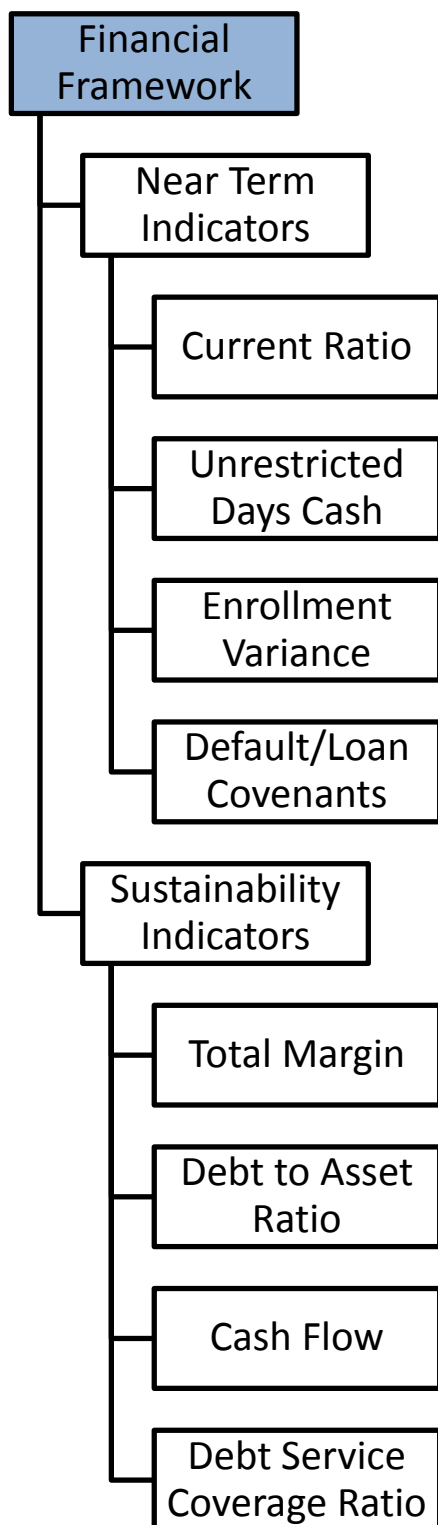 Financial
Framework
Near Term
Indicators
Current Ratio
Unrestricted
Days Cash
Enrollment
Variance
Default/Loan
Covenants
Sustainability
Indicators
Total Margin
Debt to Asset
Ratio
Cash Flow
Debt Service
Coverage Ratio